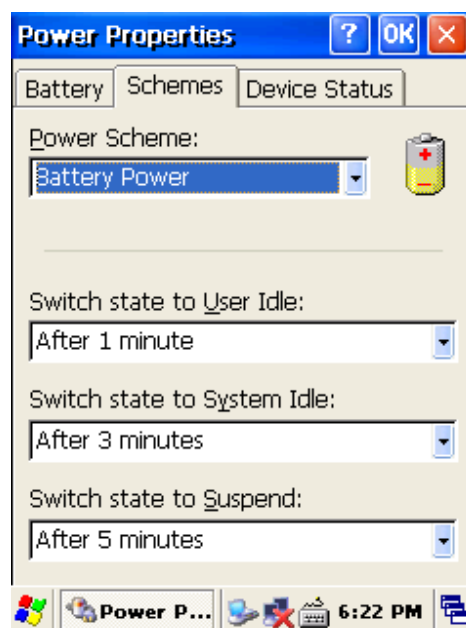 Power Properties ? OK ×
Battery Schemes Device Status
Power Scheme:
Battery Power
Switch state to User Idle:
After 1 minute
Switch state to System Idle:
After 3 minutes
Switch state to Suspend:
After 5 minutes
Power P... 6:22 PM